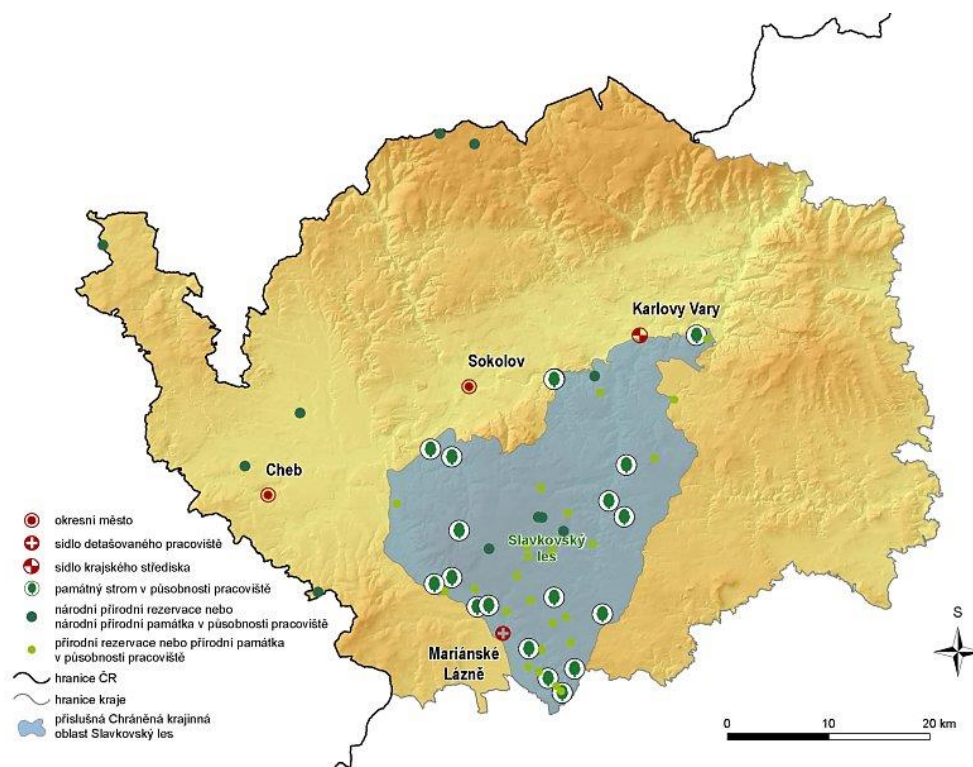 Karlovy Vary
Sokolov
Cheb
Slavkovský
les
Mariánské
Lázně
okresní město
sídlo detašovaného pracoviště
sídlo krajského střediska
památný strom v působnosti pracoviště
národní přírodní rezervace nebo
národní přírodní památka v působnosti pracoviště
přírodní rezervace nebo přírodní památka
v působnosti pracoviště
hranice ČR
hranice kraje
příslušná Chráněná krajinná
oblast Slavkovský les
S
0 10 20 km